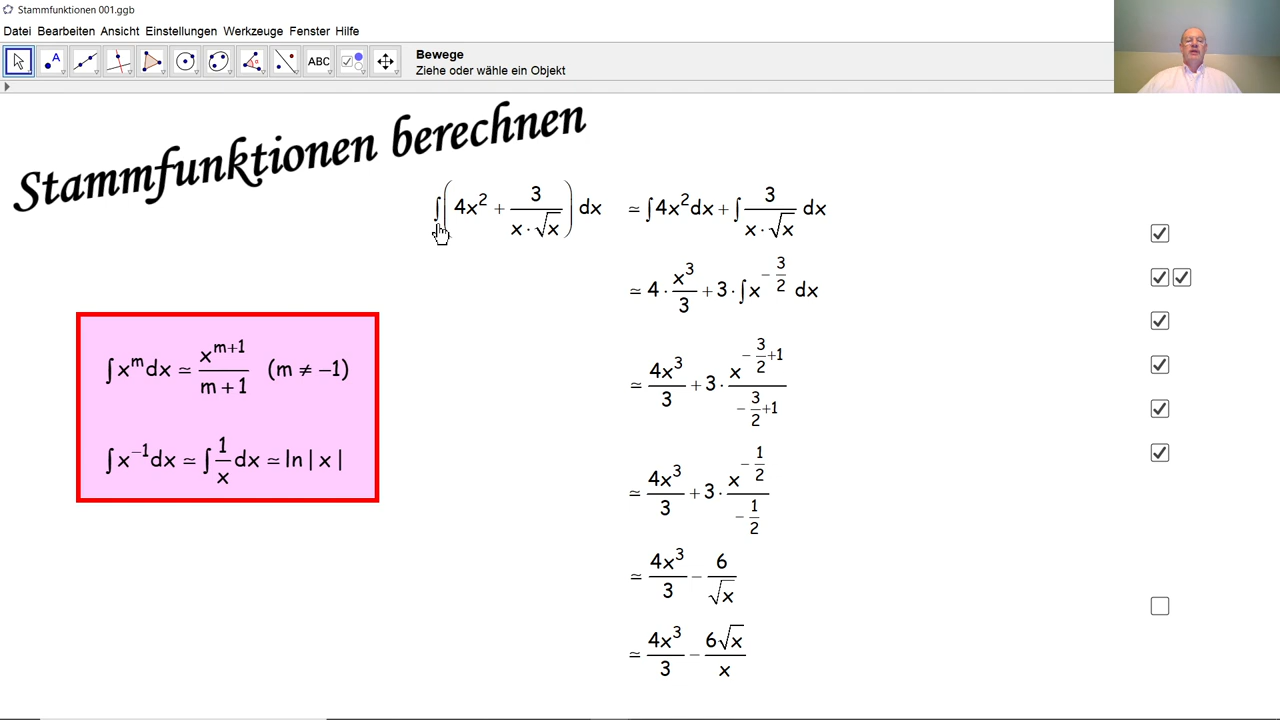 Stammfunktionen 001.ggb
Datei Bearbeiten Ansicht Einstellungen Werkzeuge Fenster Hilfe
A
ABC
Bewege
Ziehe oder wähle ein Objekt
Stammfunktionen berechnen
∫(4x² + 3/(x·√x)) dx ≃ ∫4x²dx + ∫3/(x·√x) dx
≃ 4·x³/3 + 3·∫x^(-3/2) dx
≃ 4x³/3 + 3·x^(-3/2+1)/(-3/2+1)
≃ 4x³/3 + 3·x^(-1/2)/(-1/2)
≃ 4x³/3 − 6/√x
≃ 4x³/3 − 6√x/x
∫x^m dx ≃ x^(m+1)/(m+1) (m ≠ −1)
∫x⁻¹dx ≃ ∫1/x dx ≃ ln|x|